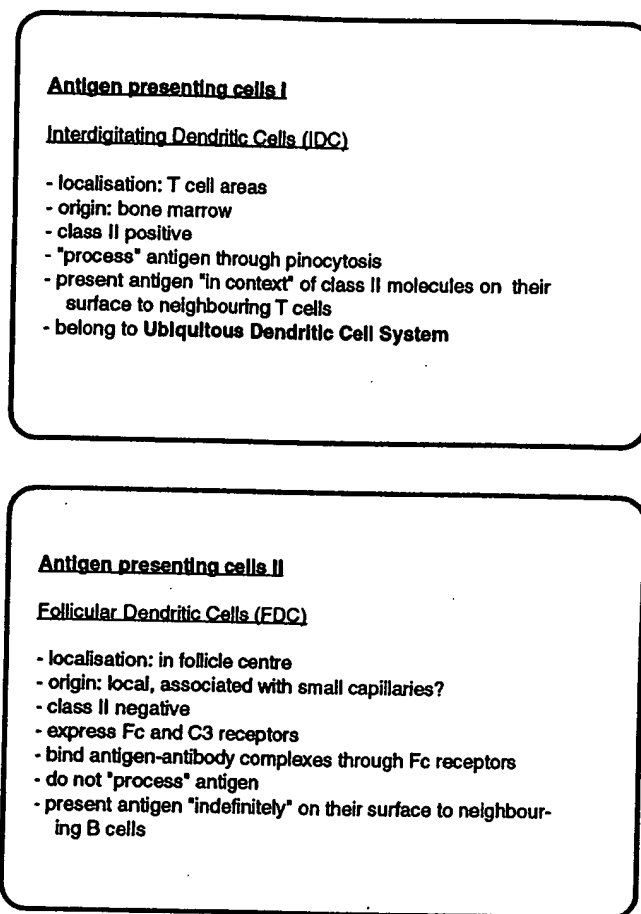 Antigen presenting cells I
Interdigitating Dendritic Cells (IDC)
- localisation: T cell areas
- origin: bone marrow
- class II positive
- "process" antigen through pinocytosis
- present antigen "in context" of class II molecules on their
surface to neighbouring T cells
- belong to Ubiquitous Dendritic Cell System
Antigen presenting cells II
Follicular Dendritic Cells (FDC)
- localisation: in follicle centre
- origin: local, associated with small capillaries?
- class II negative
- express Fc and C3 receptors
- bind antigen-antibody complexes through Fc receptors
- do not "process" antigen
- present antigen "indefinitely" on their surface to neighbour-
ing B cells